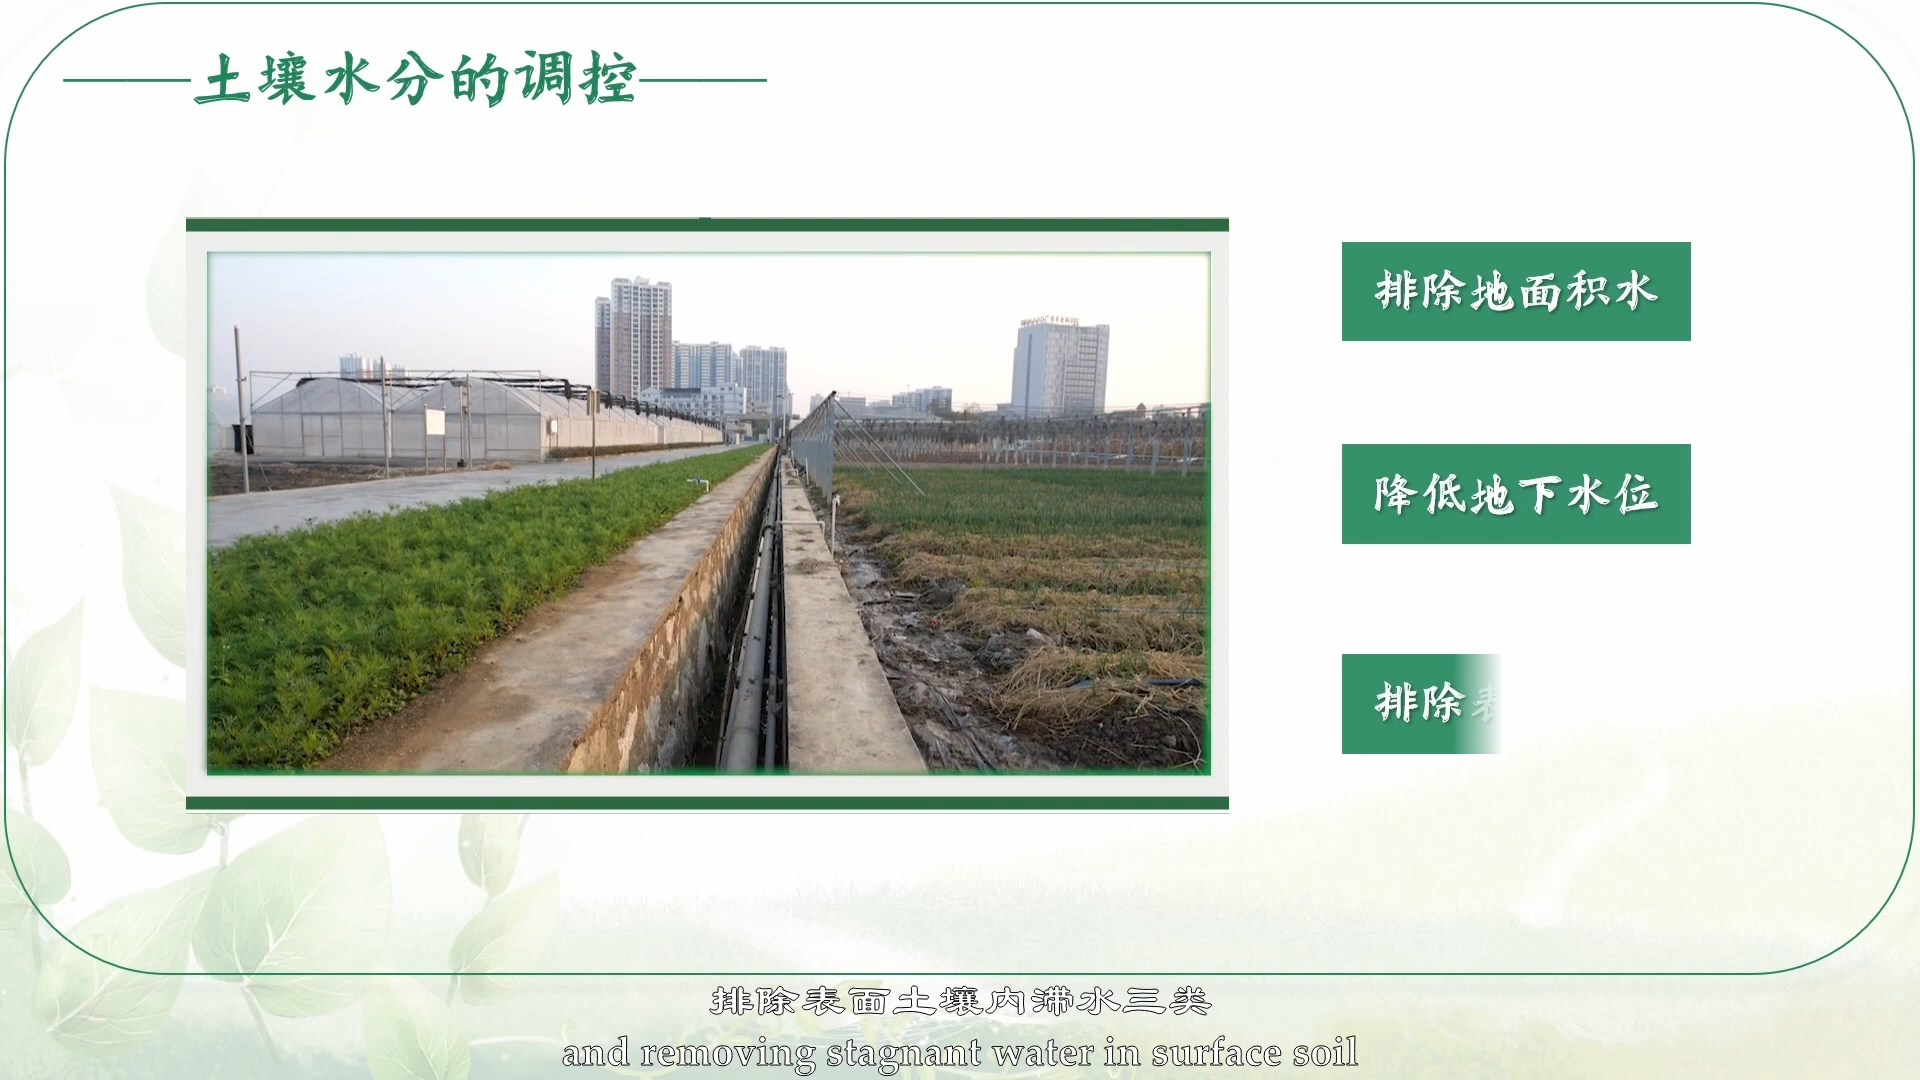 土壤水分的调控
排除地面积水
降低地下水位
排除表
排除表面土壤内滞水三类
and removing stagnant water in surface soil